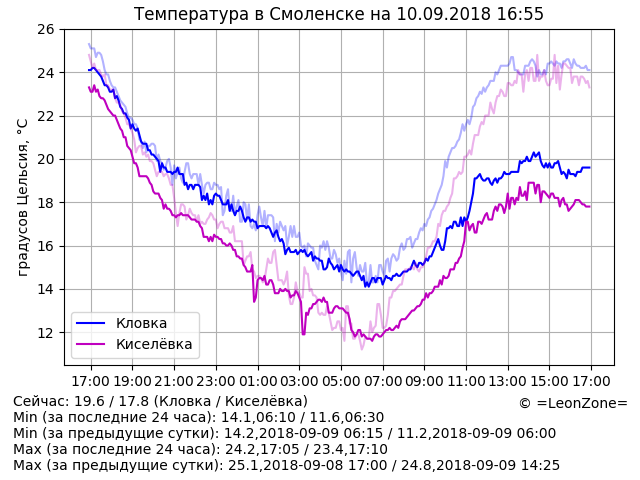 Температура в Смоленске на 10.09.2018 16:55
градусов Цельсия, °C
26
24
22
20
18
16
14
12
Кловка
Киселёвка
17:00 19:00 21:00 23:00 01:00 03:00 05:00 07:00 09:00 11:00 13:00 15:00 17:00
Сейчас: 19.6 / 17.8 (Кловка / Киселёвка)
© =LeonZone=
Min (за последние 24 часа): 14.1,06:10 / 11.6,06:30
Min (за предыдущие сутки): 14.2,2018-09-09 06:15 / 11.2,2018-09-09 06:00
Max (за последние 24 часа): 24.2,17:05 / 23.4,17:10
Max (за предыдущие сутки): 25.1,2018-09-08 17:00 / 24.8,2018-09-09 14:25